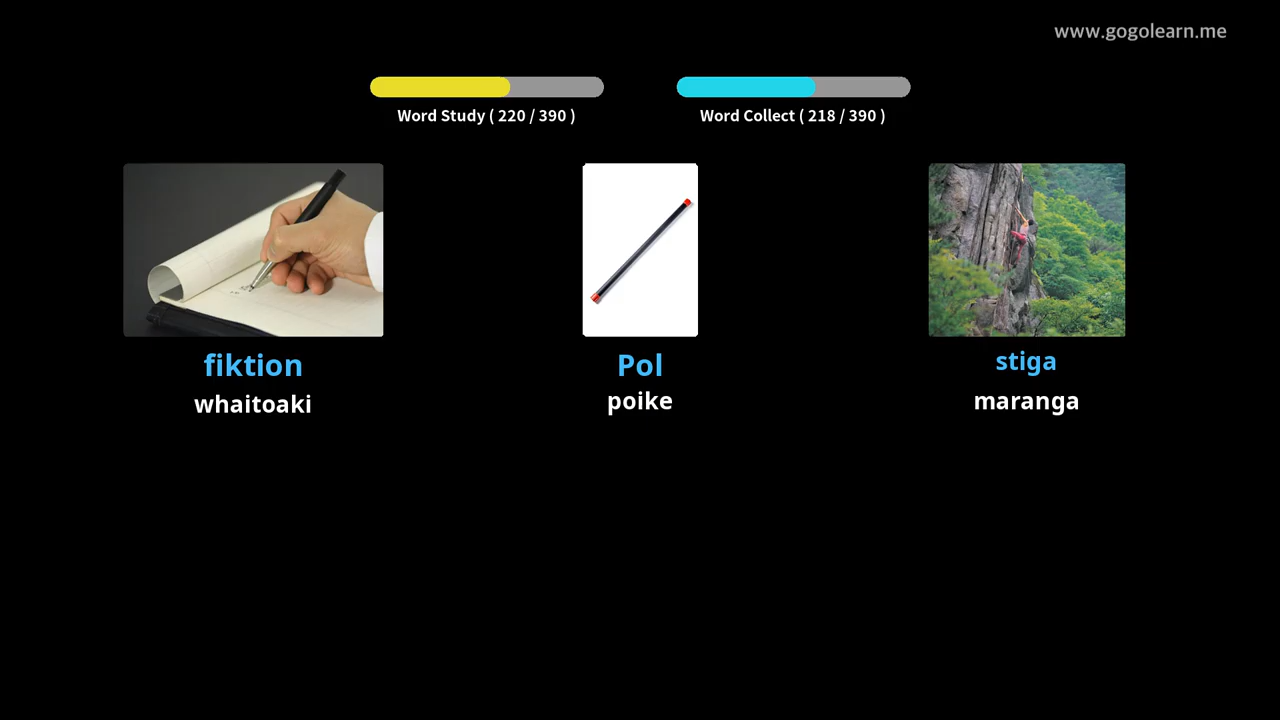 www.gogolearn.me
Word Study ( 220 / 390 )
Word Collect ( 218 / 390 )
fiktion
whaitoaki
Pol
poike
stiga
maranga